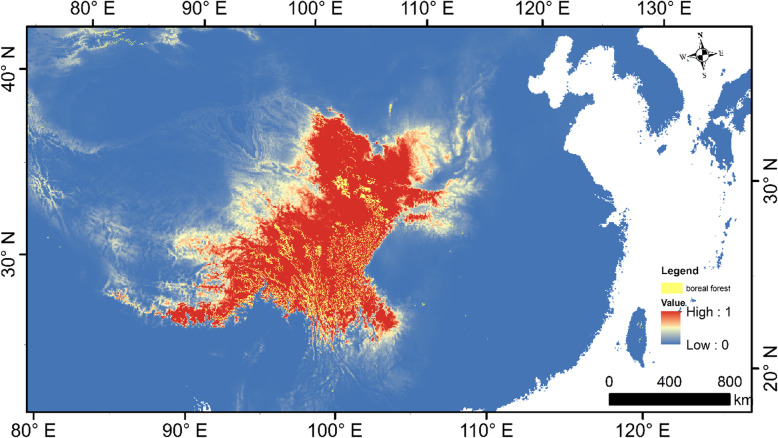 80° E 90° E 100° E 110° E 120° E 130° E
N
W E
S
40° N
30° N
30° N
Legend
boreal forest
Value
High : 1
Low : 0
20° N
0 400 800
km
80° E 90° E 100° E 110° E 120° E